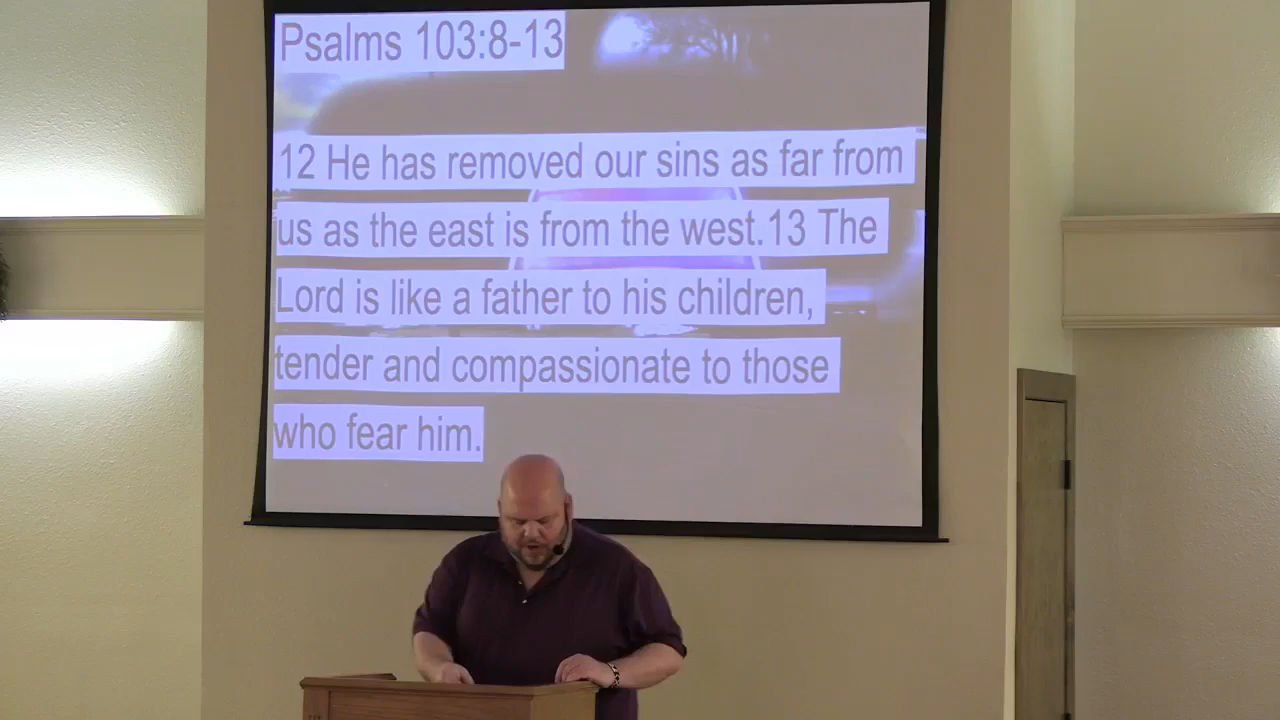 Psalms 103:8-13
12 He has removed our sins as far from
us as the east is from the west.13 The
Lord is like a father to his children,
tender and compassionate to those
who fear him.